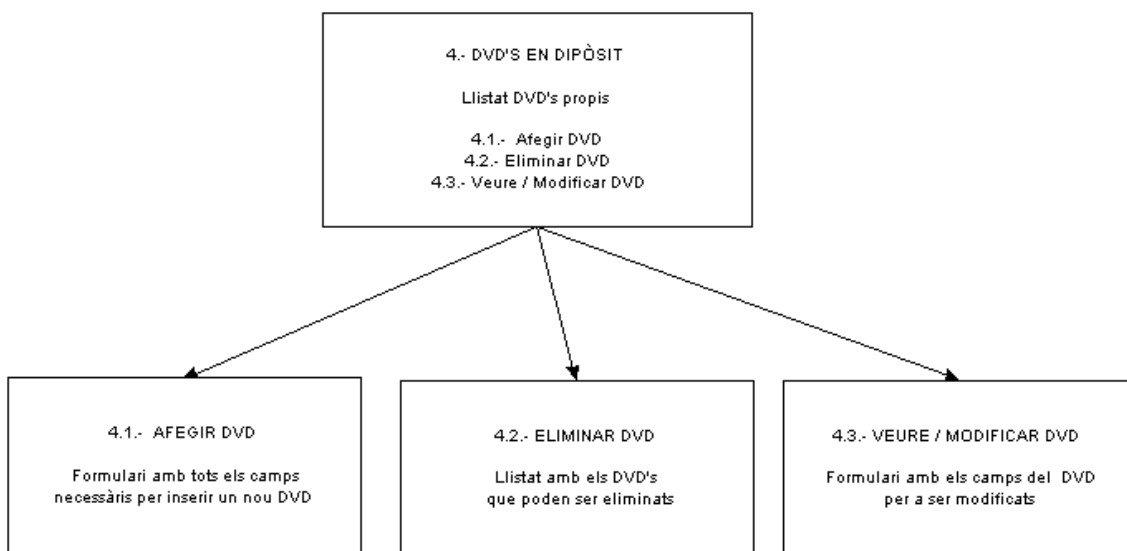 4.- DVD'S EN DIPÒSIT
Llistat DVD's propis
4.1.- Afegir DVD
4.2.- Eliminar DVD
4.3.- Veure / Modificar DVD
4.1.- AFEGIR DVD
Formulari amb tots els camps
necessàris per inserir un nou DVD
4.2.- ELIMINAR DVD
Llistat amb els DVD's
que poden ser eliminats
4.3.- VEURE / MODIFICAR DVD
Formulari amb els camps del DVD
per a ser modificats